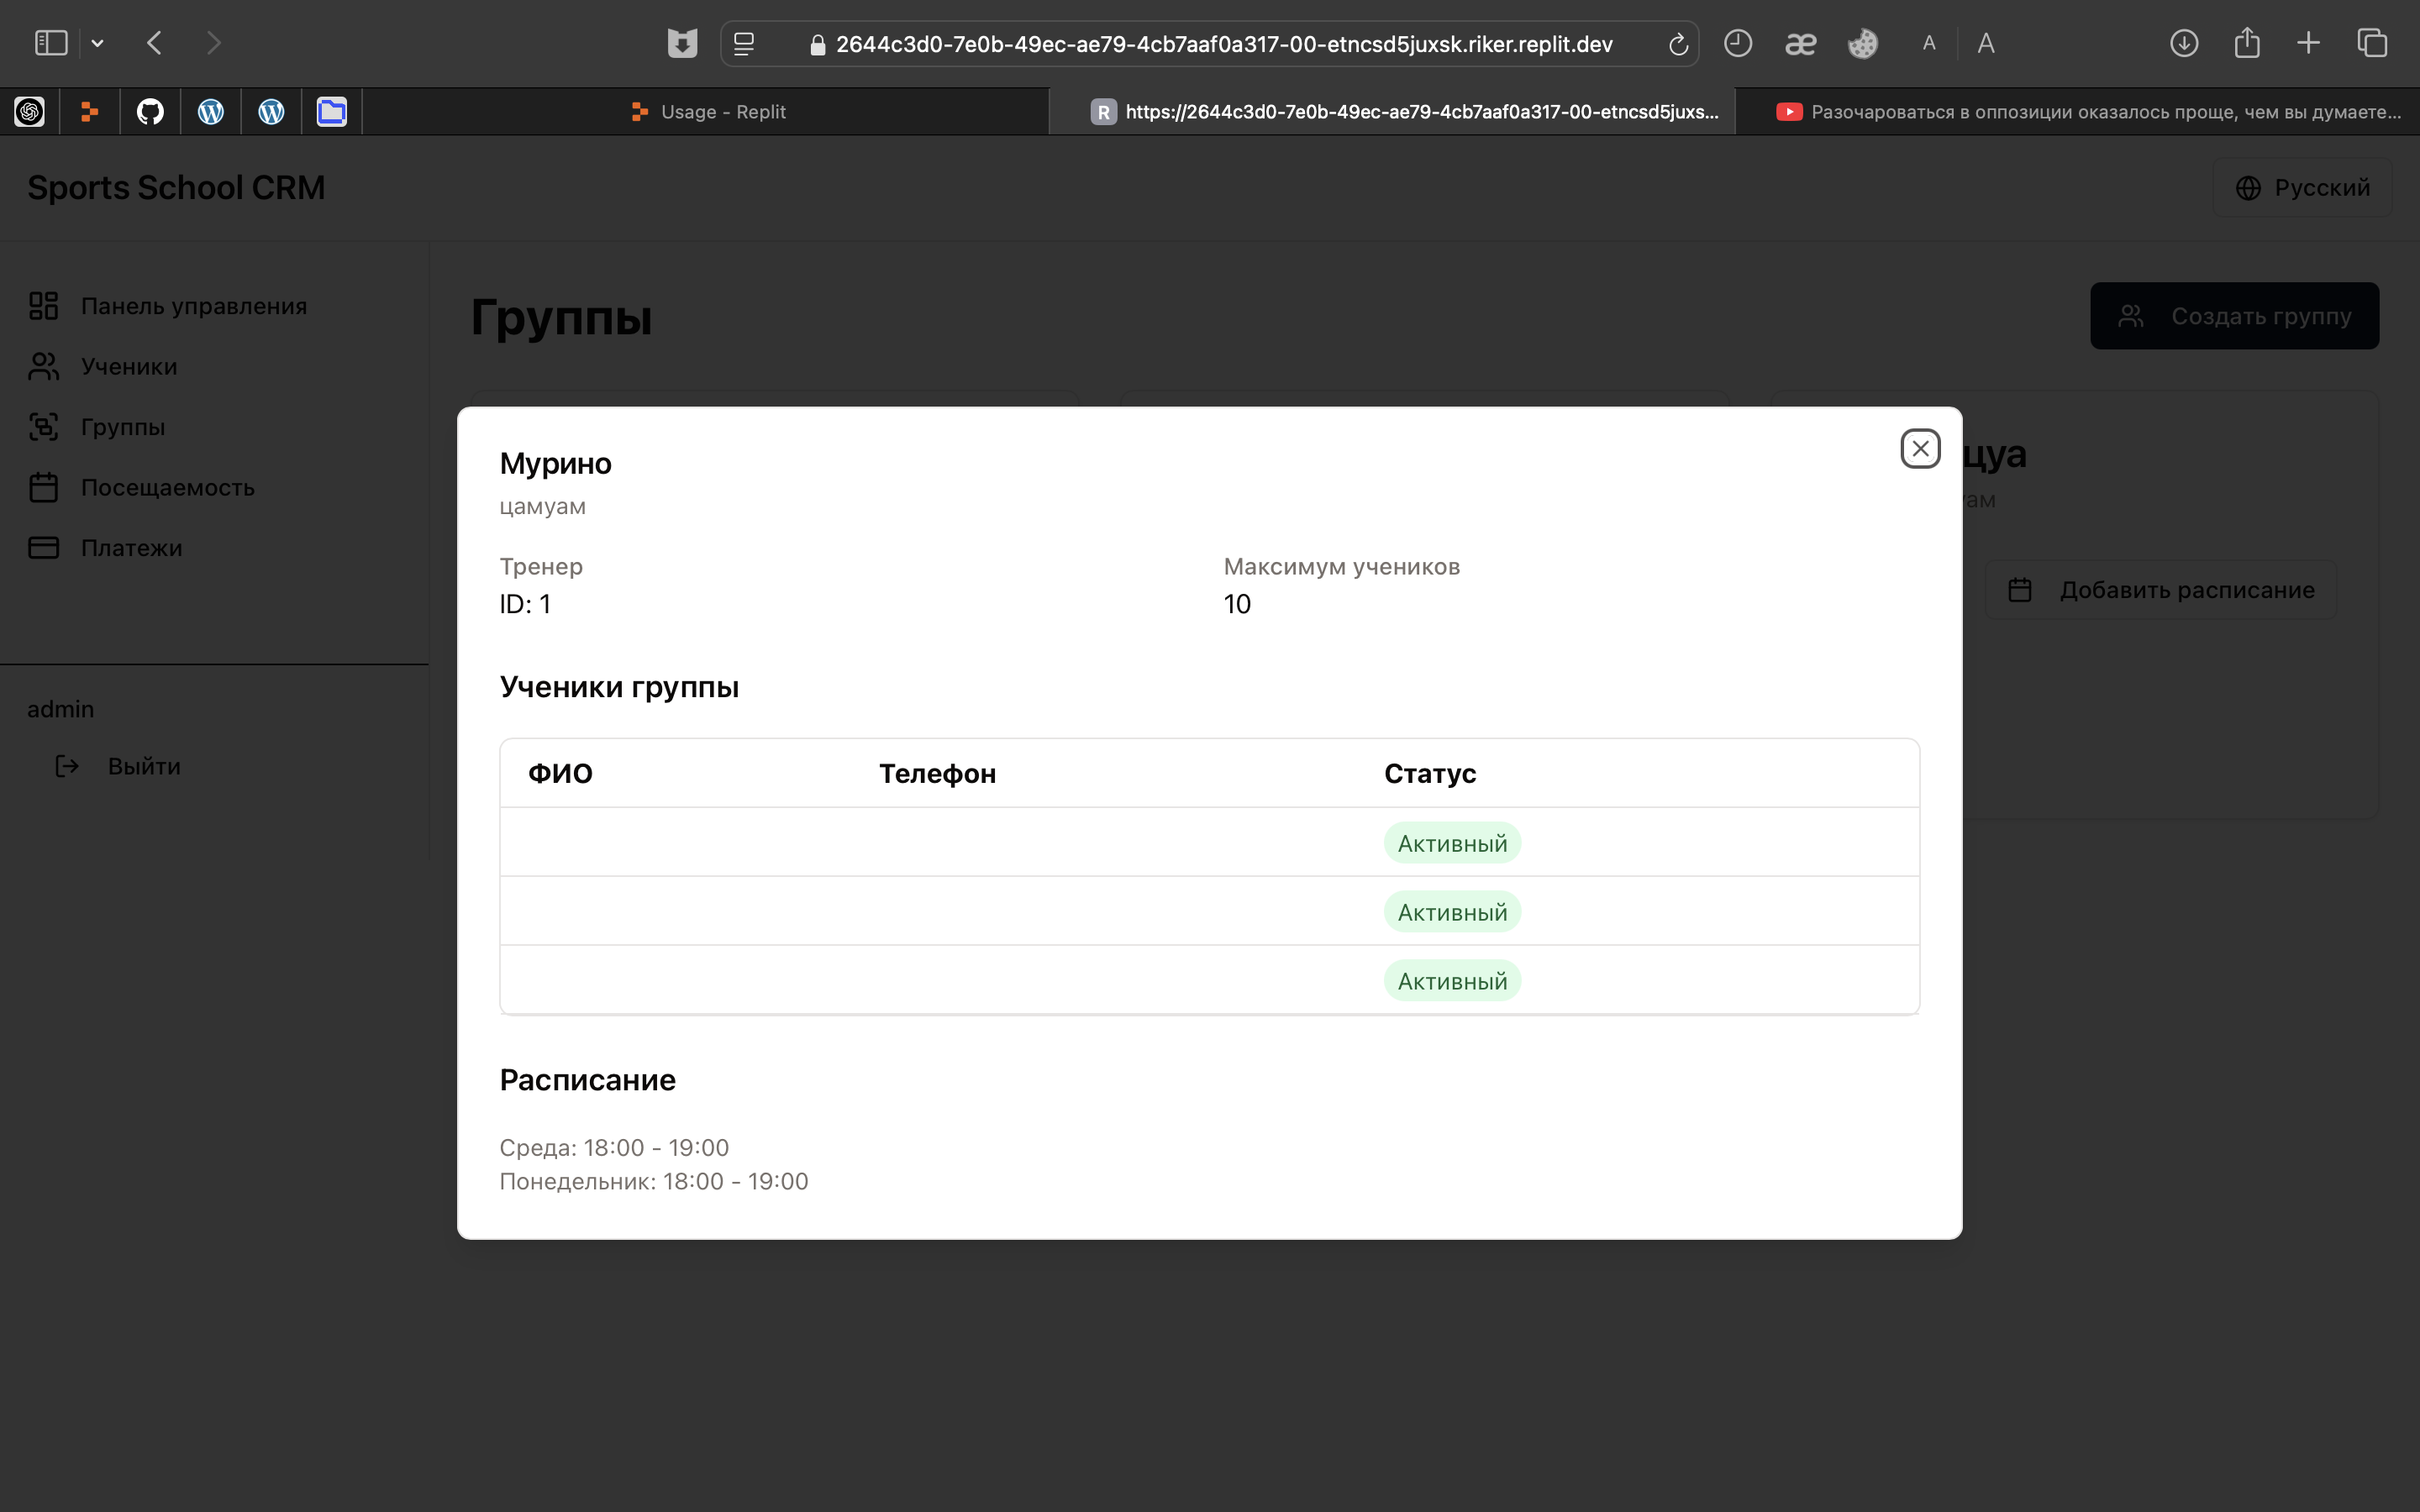 2644c3d0-7e0b-49ec-ae79-4cb7aaf0a317-00-etncsd5juxsk.riker.replit.dev
A A
Usage - Replit
R https://2644c3d0-7e0b-49ec-ae79-4cb7aaf0a317-00-etncsd5juxs...
Разочароваться в оппозиции оказалось проще, чем вы думаете...
Sports School CRM
Русский
Панель управления
Ученики
Группы
Посещаемость
Платежи
admin
Выйти
Группы
Создать группу
Добавить расписание
Мурино
цамуам
Тренер
ID: 1
Максимум учеников
10
Ученики группы
ФИО Телефон Статус
Активный
Активный
Активный
Расписание
Среда: 18:00 - 19:00
Понедельник: 18:00 - 19:00